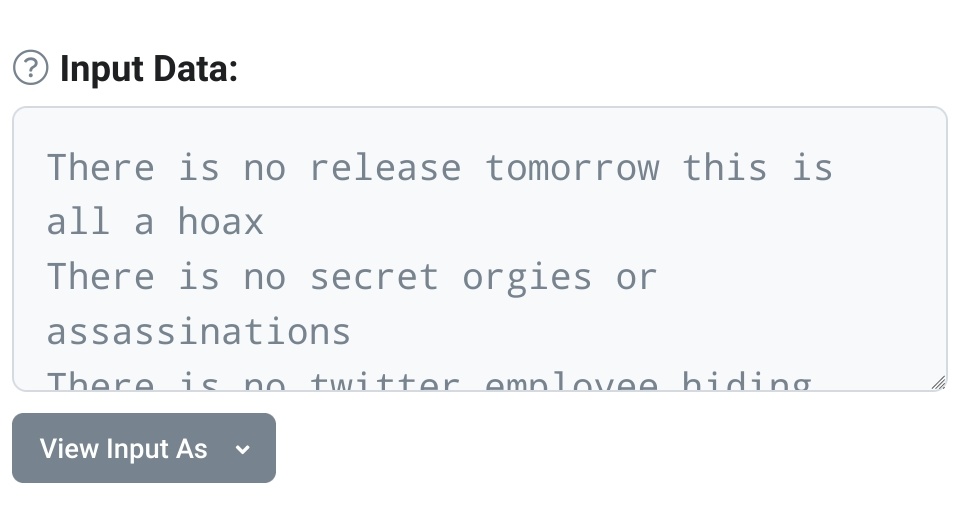 Input Data:
There is no release tomorrow this is
all a hoax
There is no secret orgies or
assassinations
There is no twitter employee hiding
View Input As